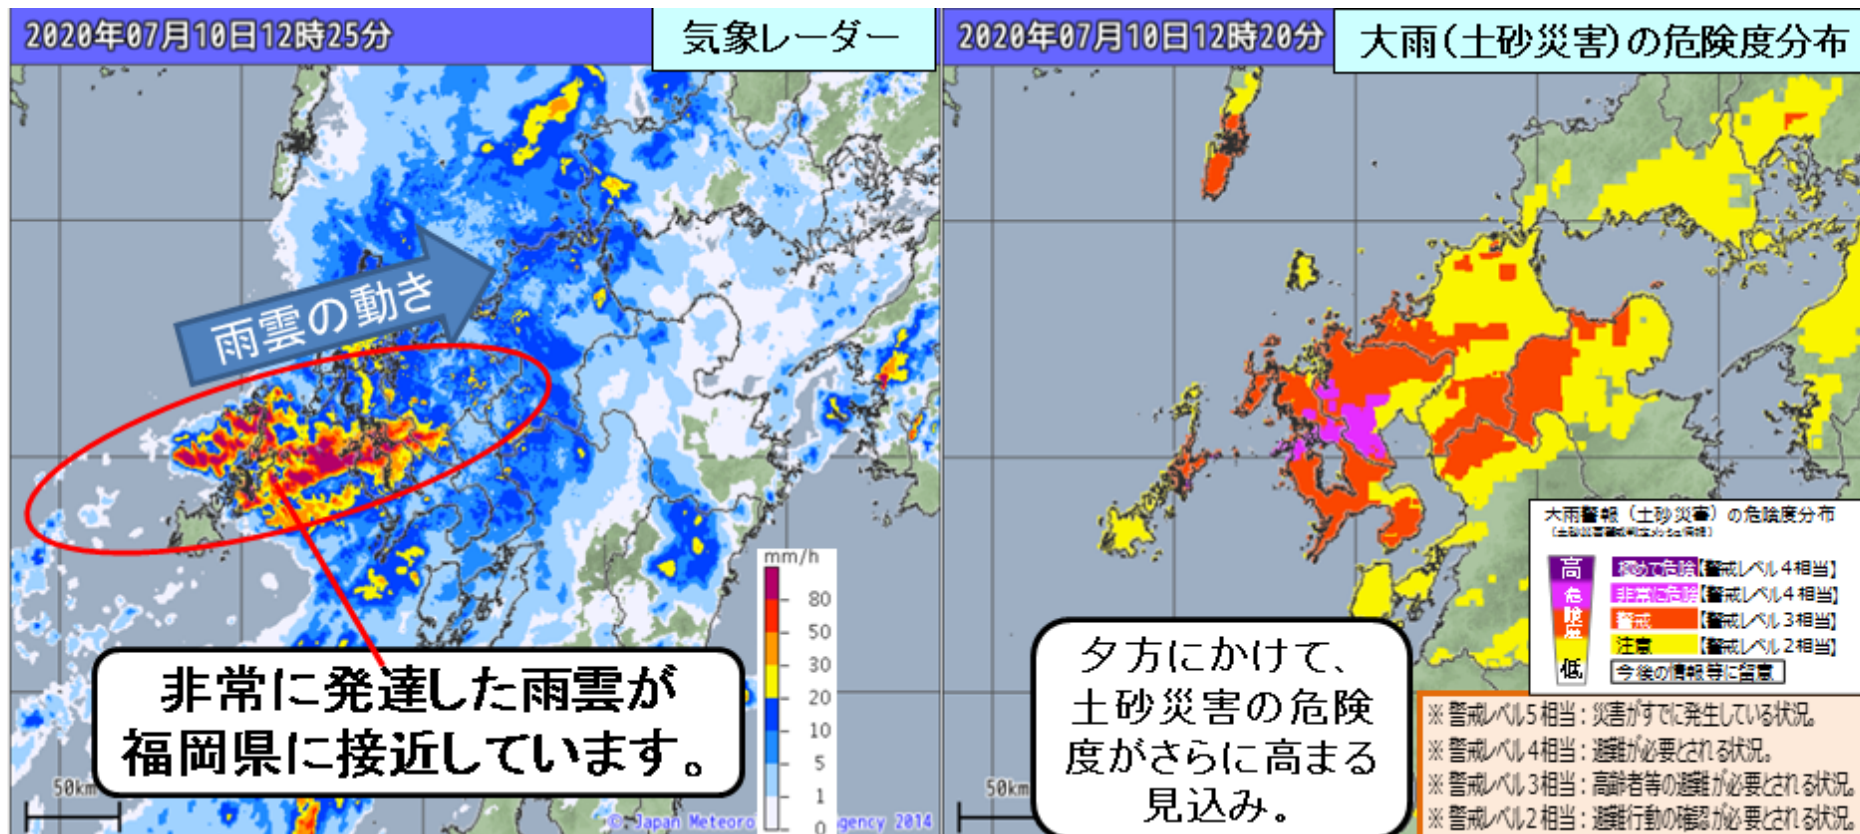 2020年07月10日12時25分
気象レーダー
雨雲の動き
非常に発達した雨雲が
福岡県に接近しています。
mm/h
80
50
30
20
10
5
1
0
50km
© Japan Meteoro
gency 2014
2020年07月10日12時20分
大雨(土砂災害)の危険度分布
夕方にかけて、
土砂災害の危険
度がさらに高まる
見込み。
50km
大雨警報(土砂災害)の危険度分布
高
危険度
低
極めて危険【警戒レベル4相当】
非常に危険【警戒レベル4相当】
警戒【警戒レベル3相当】
注意【警戒レベル2相当】
今後の情報等に留意
※ 警戒レベル5相当:災害がすでに発生している状況。
※ 警戒レベル4相当:避難が必要とされる状況。
※ 警戒レベル3相当:高齢者等の避難が必要とされる状況。
※ 警戒レベル2相当:避難行動の確認が必要とされる状況。